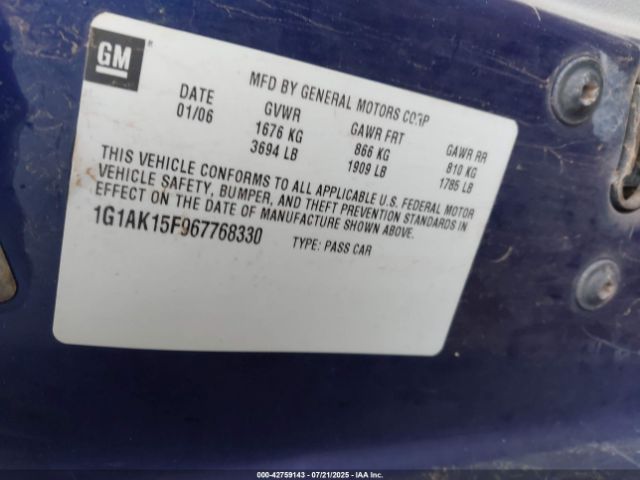 GM
MFD BY GENERAL MOTORS CORP
DATE GVWR GAWR FRT GAWR RR
01/06 1676 KG 866 KG 810 KG
3694 LB 1909 LB 1785 LB
THIS VEHICLE CONFORMS TO ALL APPLICABLE U.S. FEDERAL MOTOR
VEHICLE SAFETY, BUMPER, AND THEFT PREVENTION STANDARDS IN
EFFECT ON THE DATE OF MANUFACTURE SHOWN ABOVE.
1G1AK15F967768330 TYPE: PASS CAR
000-42759143 - 07/21/2025 - IAAI.COM